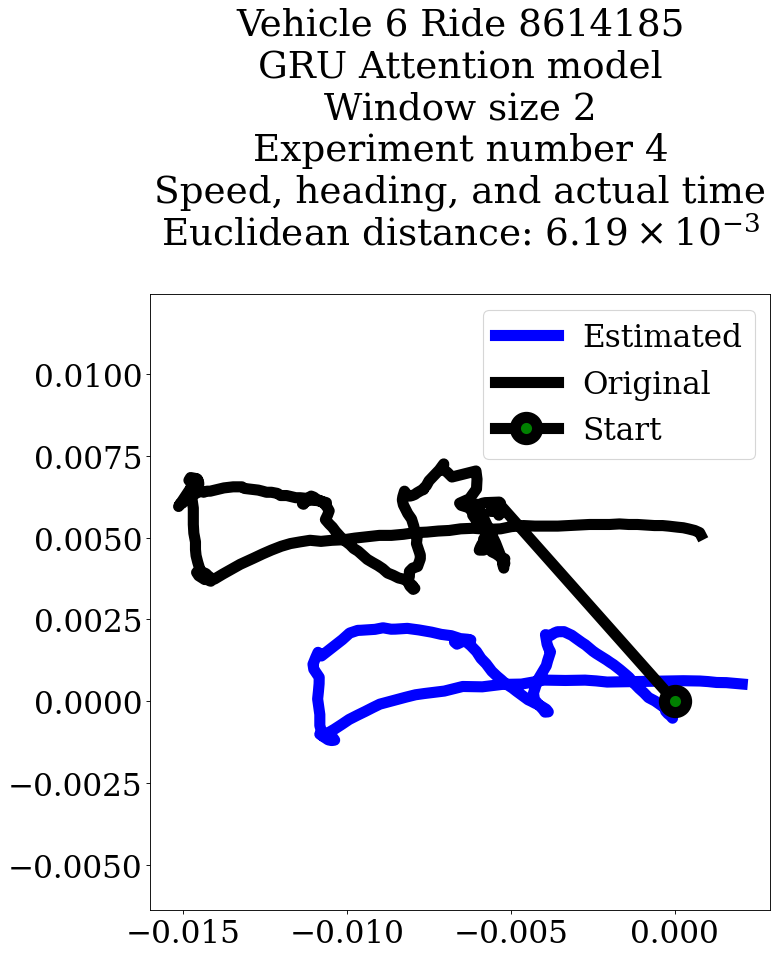 Vehicle 6 Ride 8614185
GRU Attention model
Window size 2
Experiment number 4
Speed, heading, and actual time
Euclidean distance: 6.19 × 10⁻³
Estimated
Original
Start
0.0100
0.0075
0.0050
0.0025
0.0000
−0.0025
−0.0050
−0.015 −0.010 −0.005 0.000